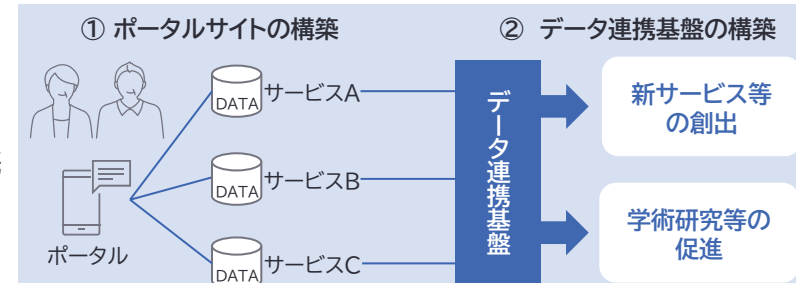 ① ポータルサイトの構築
② データ連携基盤の構築
DATA
サービスA
DATA
サービスB
DATA
サービスC
ポータル
データ連携基盤
新サービス等
の創出
学術研究等の
促進